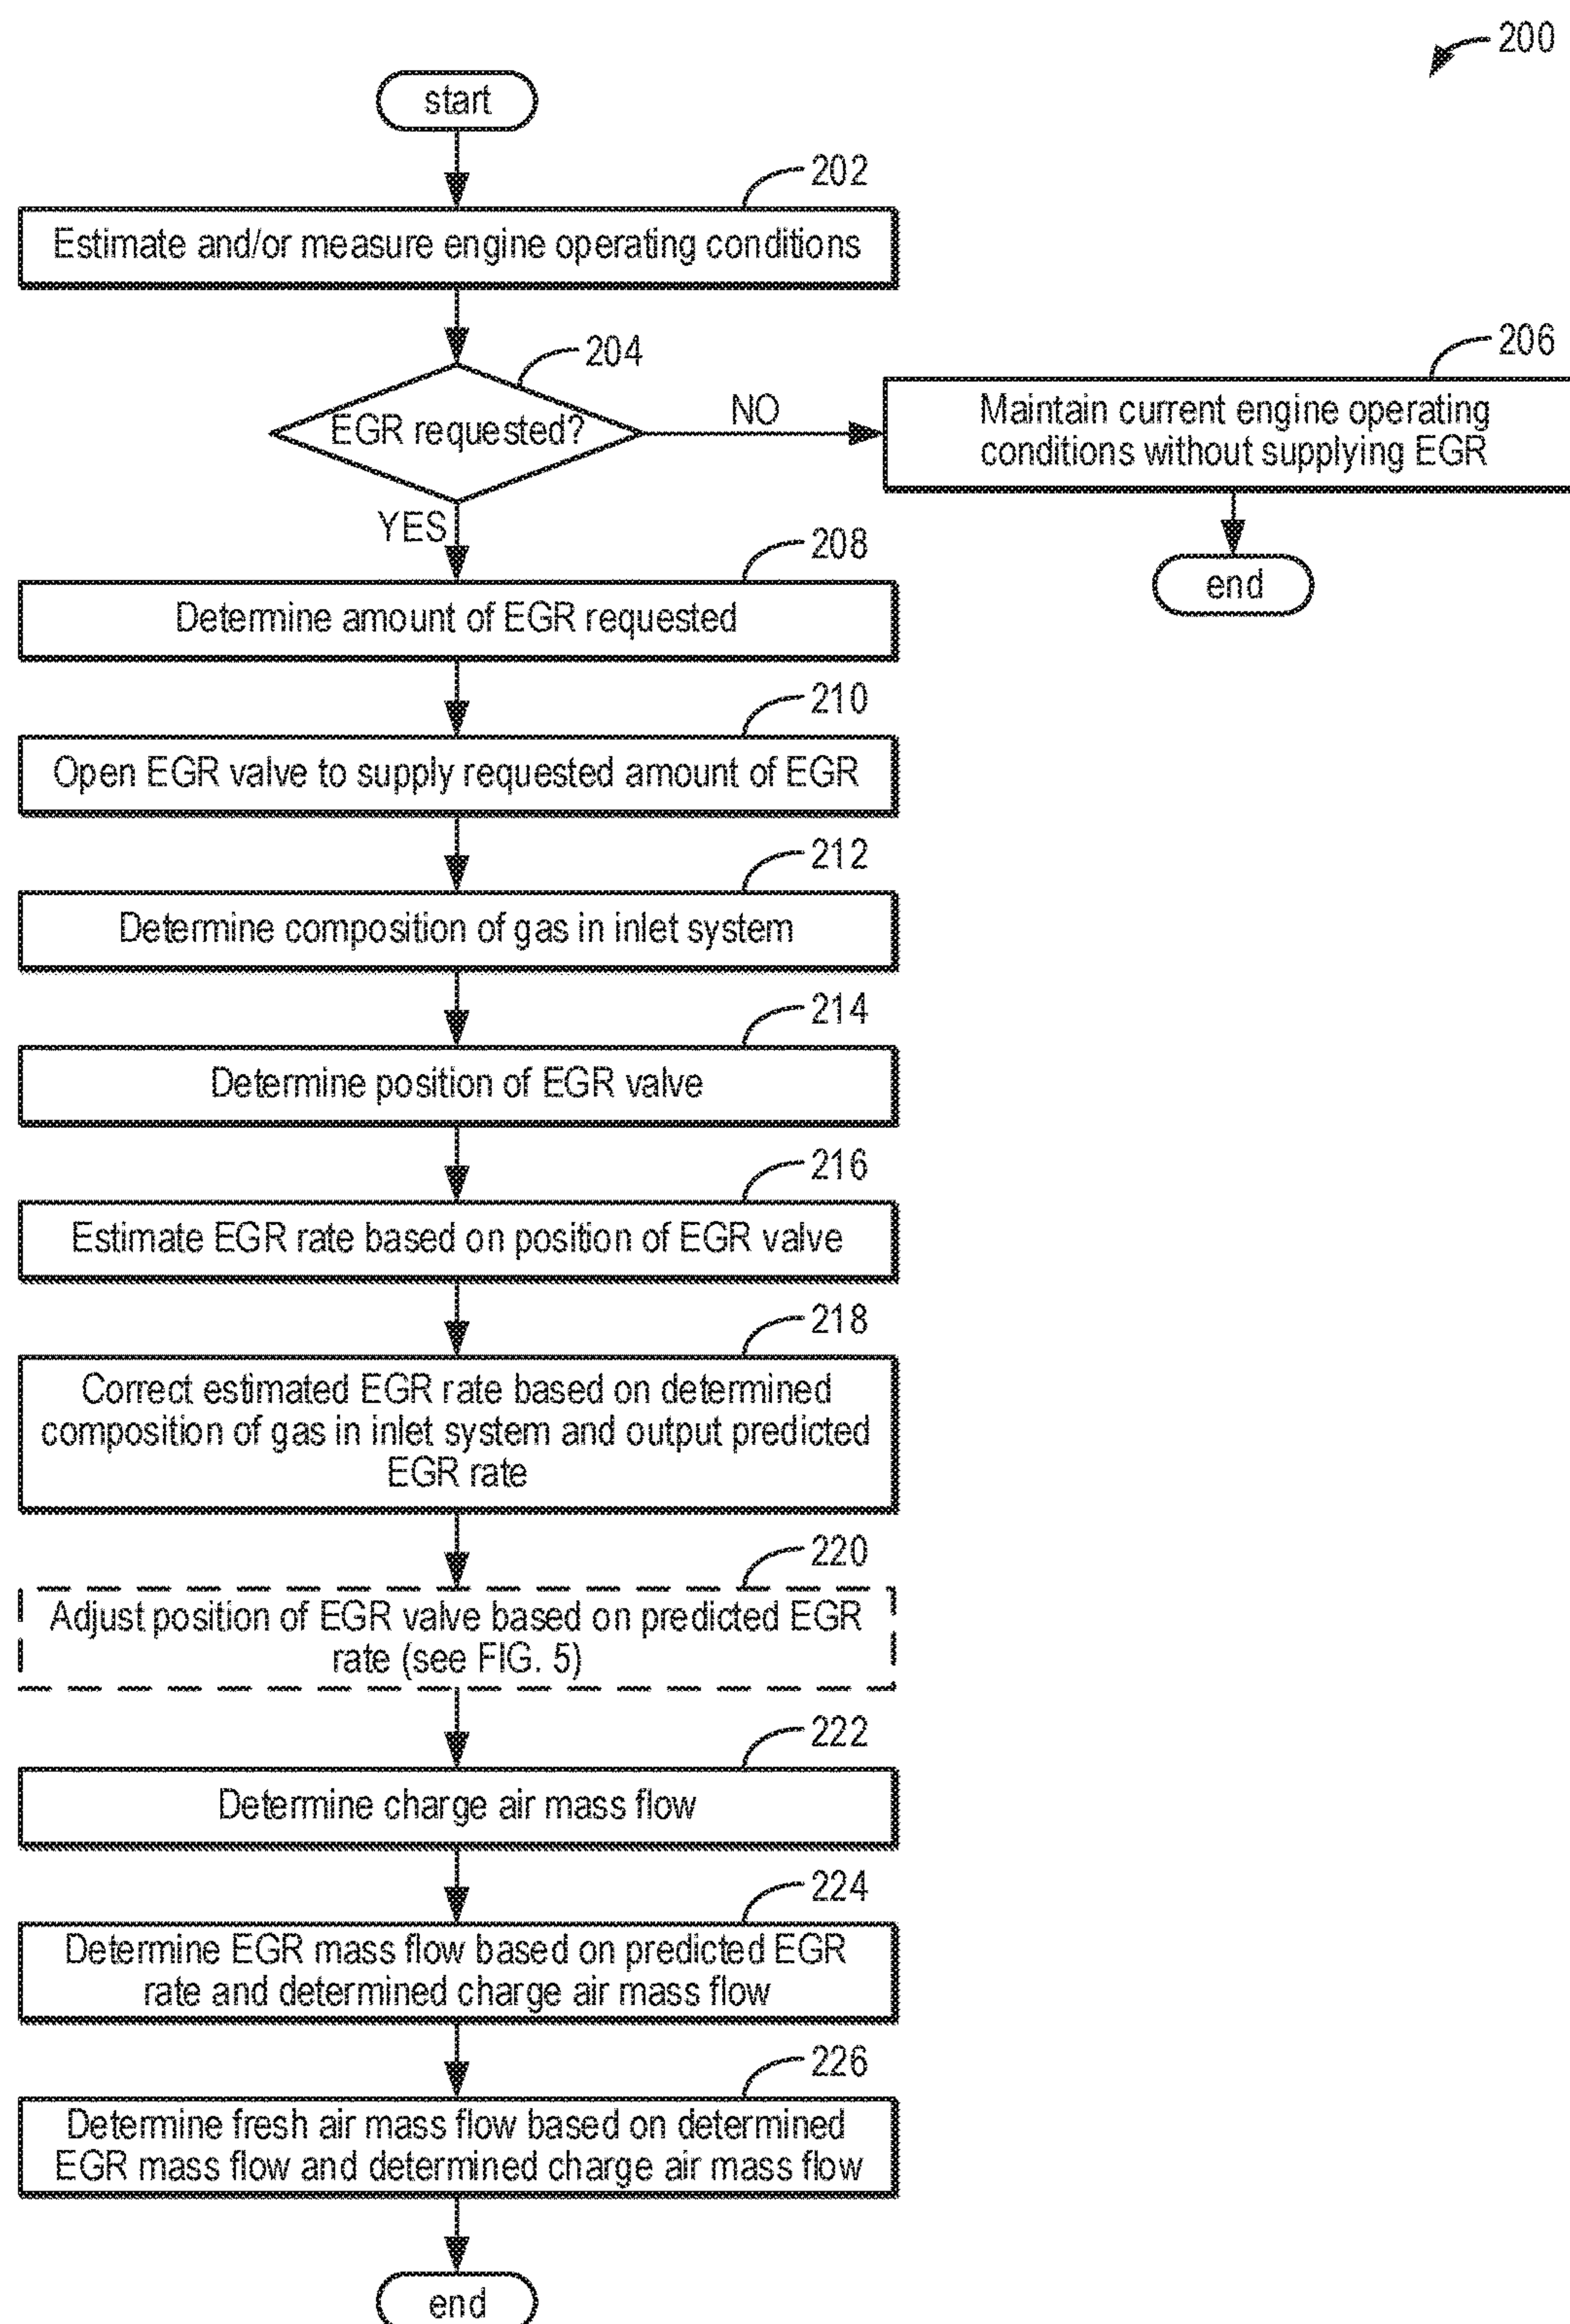 200
start
202
Estimate and/or measure engine operating conditions
204
EGR requested?
NO
206
Maintain current engine operating
conditions without supplying EGR
end
YES
208
Determine amount of EGR requested
210
Open EGR valve to supply requested amount of EGR
212
Determine composition of gas in inlet system
214
Determine position of EGR valve
216
Estimate EGR rate based on position of EGR valve
218
Correct estimated EGR rate based on determined
composition of gas in inlet system and output predicted
EGR rate
220
Adjust position of EGR valve based on predicted EGR
rate (see FIG. 5)
222
Determine charge air mass flow
224
Determine EGR mass flow based on predicted EGR
rate and determined charge air mass flow
226
Determine fresh air mass flow based on determined
EGR mass flow and determined charge air mass flow
end